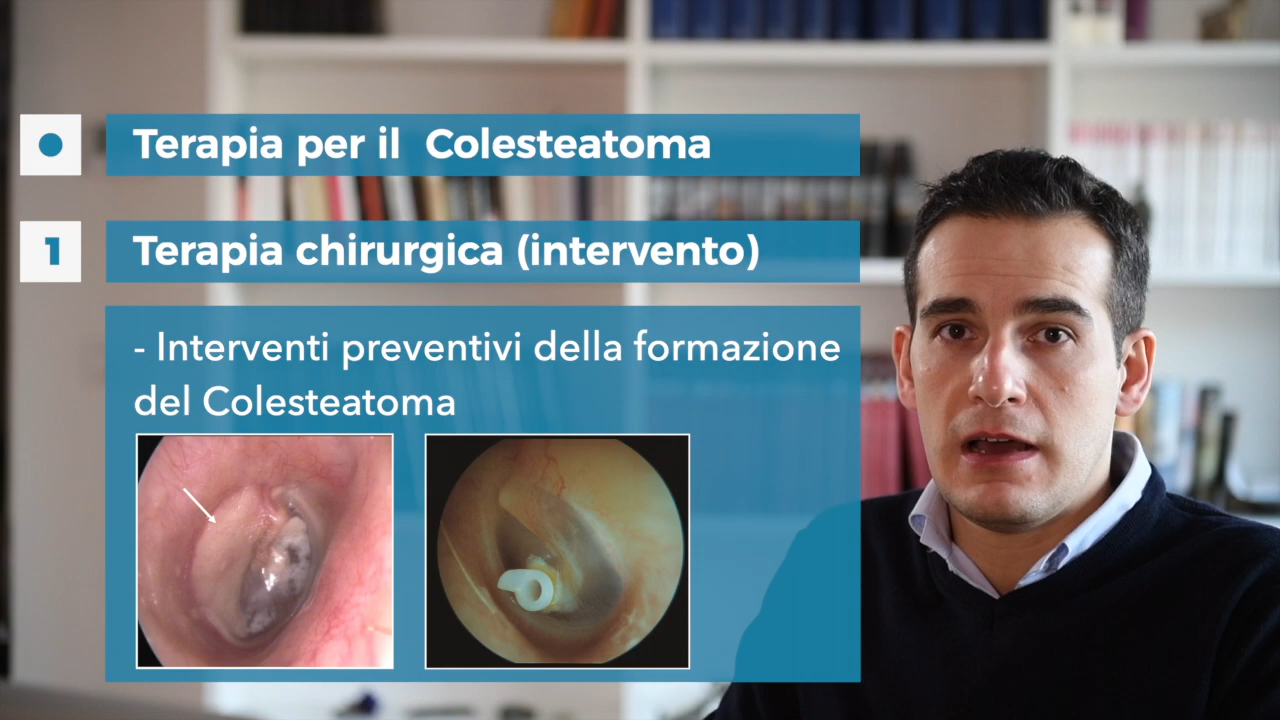 Terapia per il Colesteatoma
1 Terapia chirurgica (intervento)
- Interventi preventivi della formazione
del Colesteatoma